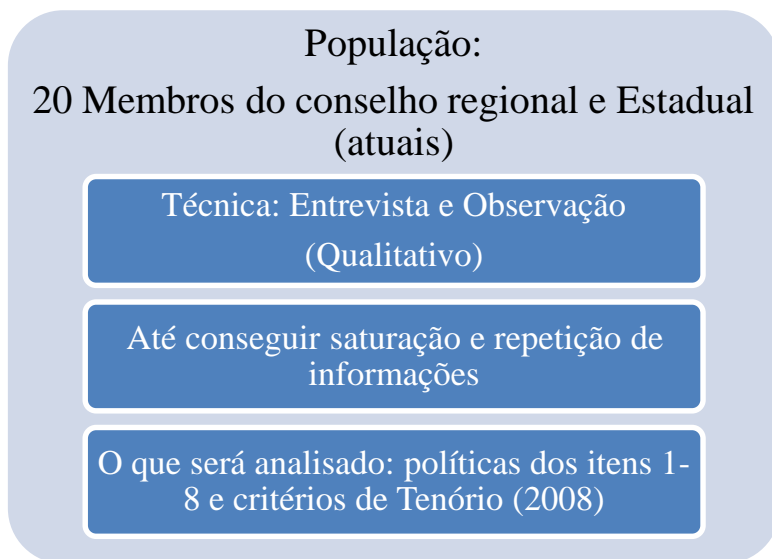 População:
20 Membros do conselho regional e Estadual
(atuais)
Técnica: Entrevista e Observação
(Qualitativo)
Até conseguir saturação e repetição de
informações
O que será analisado: políticas dos itens 1-
8 e critérios de Tenório (2008)